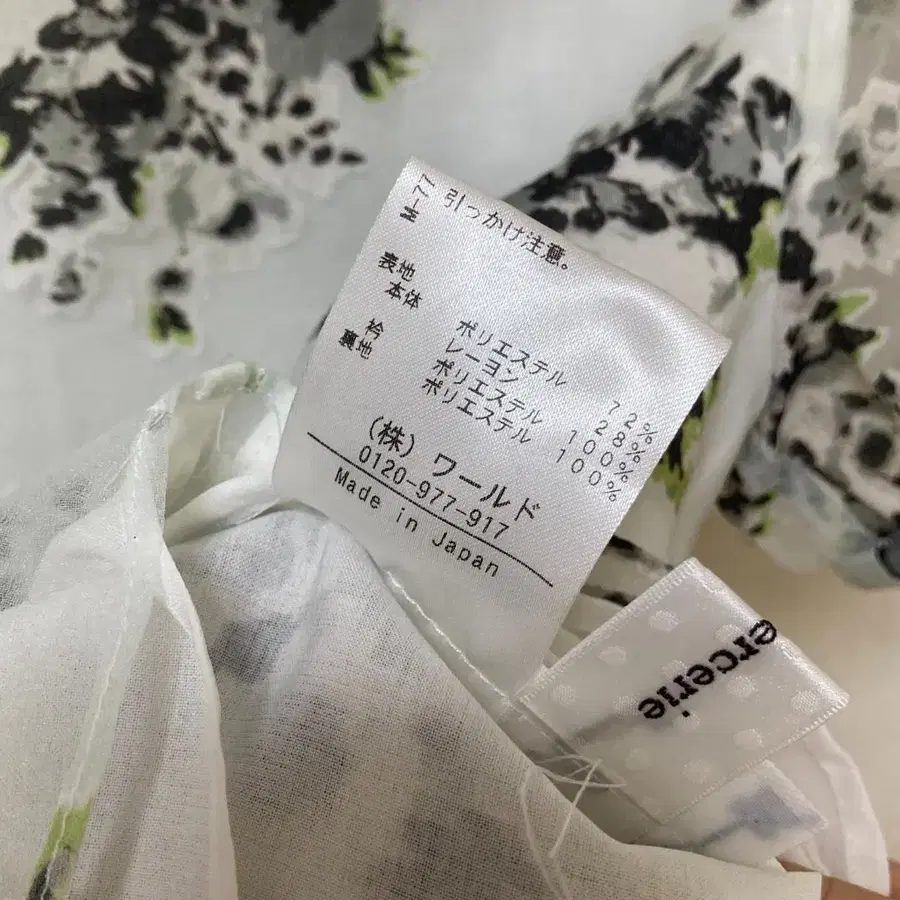 M-77
引っかけ注意。
表地
本体 ポリエステル 72%
レーヨン 28%
衿 ポリエステル 100%
裏地 ポリエステル 100%
(株) ワールド
0120-977-917
Made in Japan
ercerie